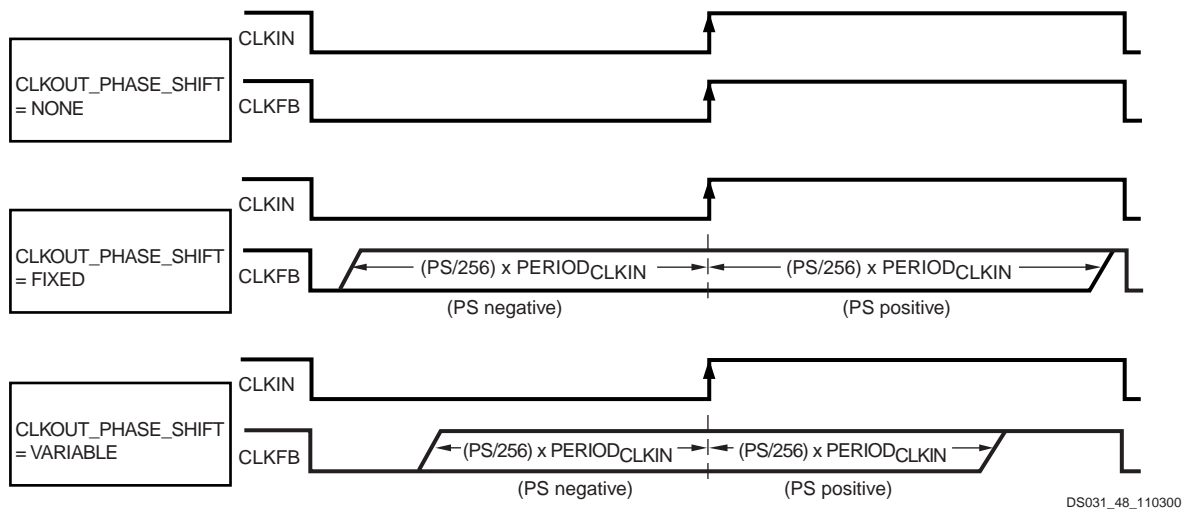 CLKIN
CLKOUT_PHASE_SHIFT
= NONE
CLKFB
CLKIN
CLKOUT_PHASE_SHIFT
= FIXED
CLKFB
(PS/256) x PERIODCLKIN
(PS/256) x PERIODCLKIN
(PS negative)
(PS positive)
CLKIN
CLKOUT_PHASE_SHIFT
= VARIABLE
CLKFB
(PS/256) x PERIODCLKIN
(PS/256) x PERIODCLKIN
(PS negative)
(PS positive)
DS031_48_110300